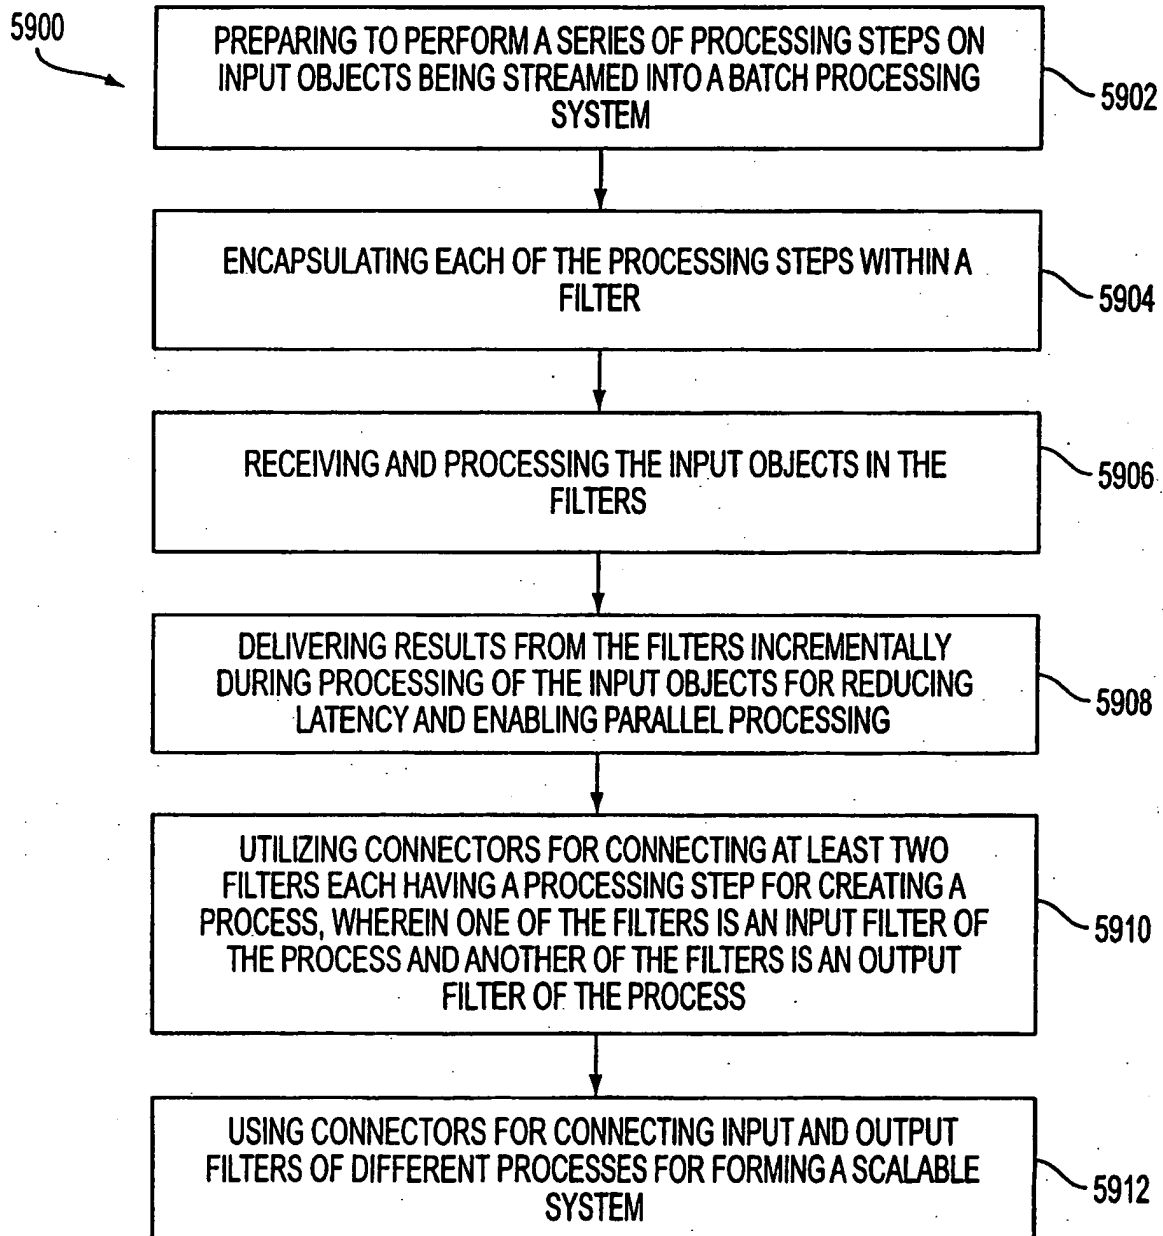 5900
PREPARING TO PERFORM A SERIES OF PROCESSING STEPS ON
INPUT OBJECTS BEING STREAMED INTO A BATCH PROCESSING
SYSTEM
5902
ENCAPSULATING EACH OF THE PROCESSING STEPS WITHIN A
FILTER
5904
RECEIVING AND PROCESSING THE INPUT OBJECTS IN THE
FILTERS
5906
DELIVERING RESULTS FROM THE FILTERS INCREMENTALLY
DURING PROCESSING OF THE INPUT OBJECTS FOR REDUCING
LATENCY AND ENABLING PARALLEL PROCESSING
5908
UTILIZING CONNECTORS FOR CONNECTING AT LEAST TWO
FILTERS EACH HAVING A PROCESSING STEP FOR CREATING A
PROCESS, WHEREIN ONE OF THE FILTERS IS AN INPUT FILTER OF
THE PROCESS AND ANOTHER OF THE FILTERS IS AN OUTPUT
FILTER OF THE PROCESS
5910
USING CONNECTORS FOR CONNECTING INPUT AND OUTPUT
FILTERS OF DIFFERENT PROCESSES FOR FORMING A SCALABLE
SYSTEM
5912